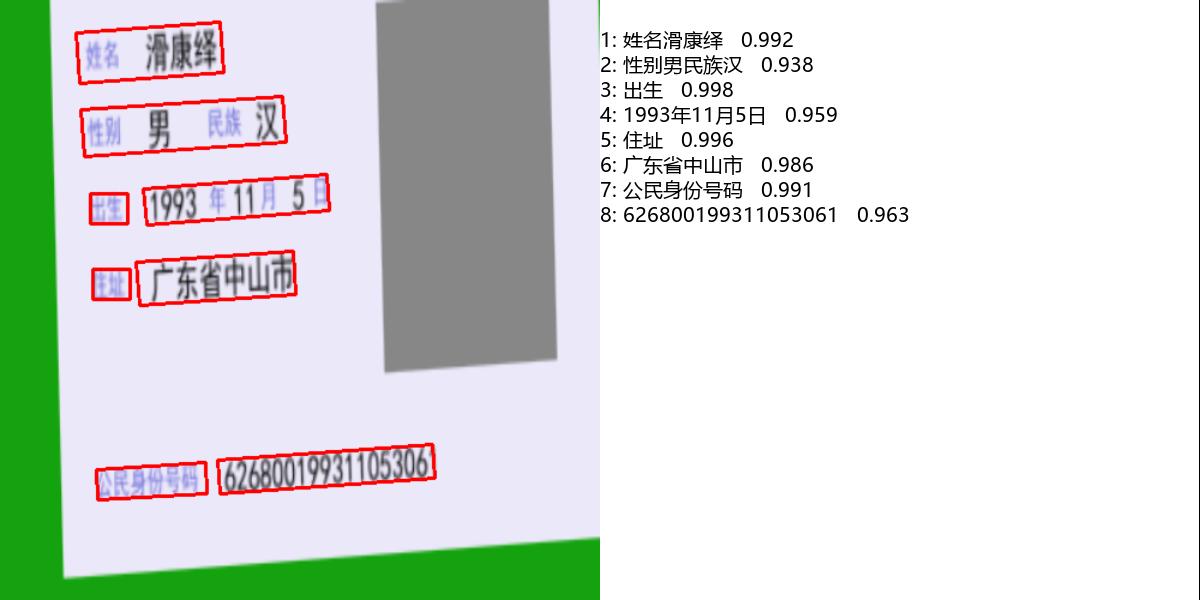 姓名 滑康绎
性别 男 民族 汉
出生 1993 年 11 月 5 日
住址 广东省中山市
公民身份号码 62680019931105306
1: 姓名滑康绎 0.992
2: 性别男民族汉 0.938
3: 出生 0.998
4: 1993年11月5日 0.959
5: 住址 0.996
6: 广东省中山市 0.986
7: 公民身份号码 0.991
8: 626800199311053061 0.963